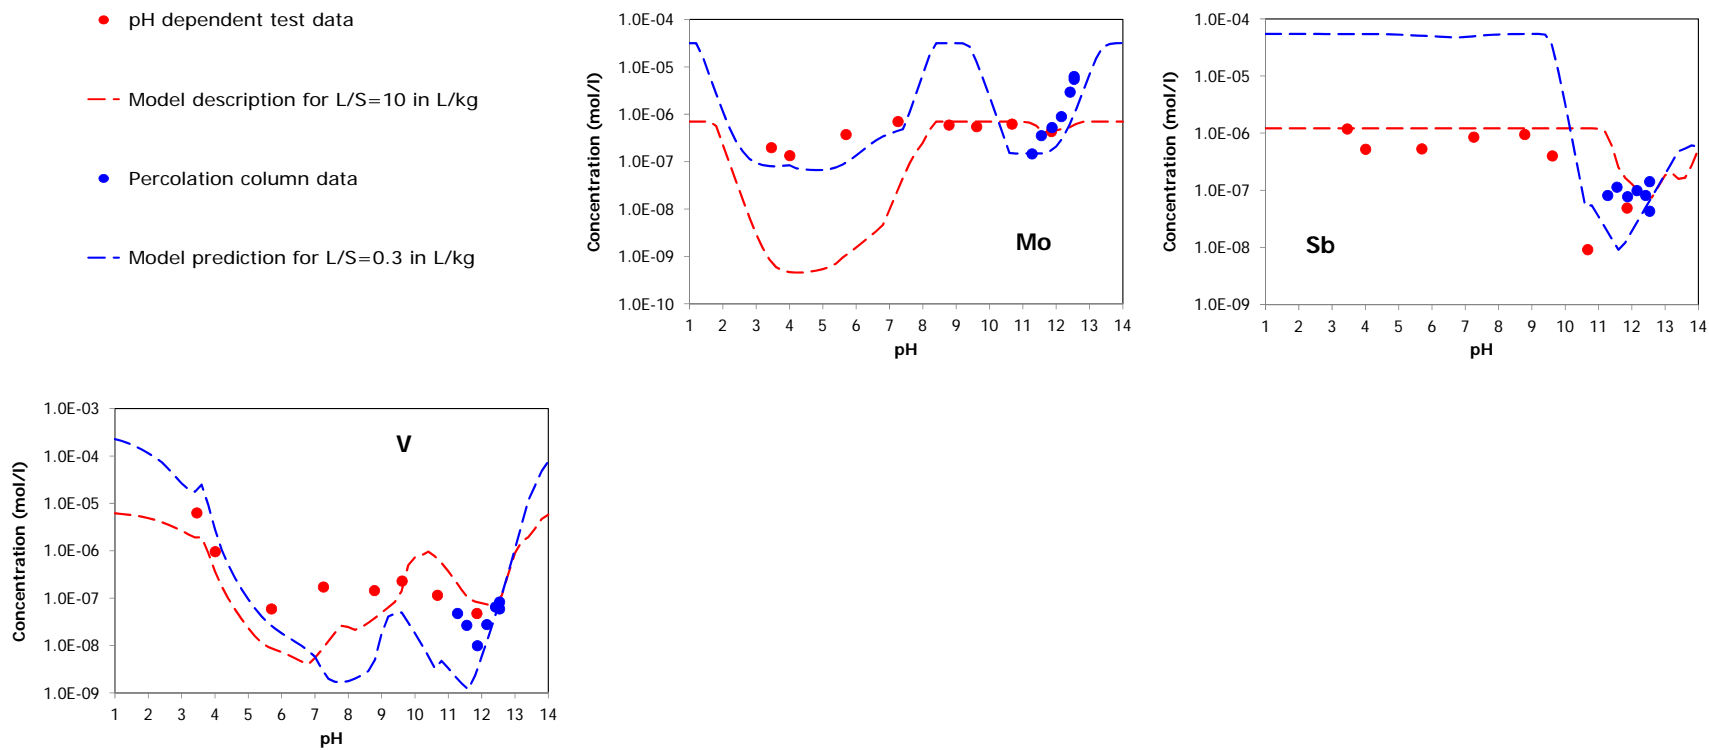 pH dependent test data
Model description for L/S=10 in L/kg
Percolation column data
Model prediction for L/S=0.3 in L/kg
1.0E-04
1.0E-05
1.0E-06
1.0E-07
1.0E-08
1.0E-09
1.0E-10
Concentration (mol/l)
Mo
1 2 3 4 5 6 7 8 9 10 11 12 13 14
pH
1.0E-04
1.0E-05
1.0E-06
1.0E-07
1.0E-08
1.0E-09
Concentration (mol/l)
Sb
1 2 3 4 5 6 7 8 9 10 11 12 13 14
pH
1.0E-03
1.0E-04
1.0E-05
1.0E-06
1.0E-07
1.0E-08
1.0E-09
Concentration (mol/l)
V
1 2 3 4 5 6 7 8 9 10 11 12 13 14
pH